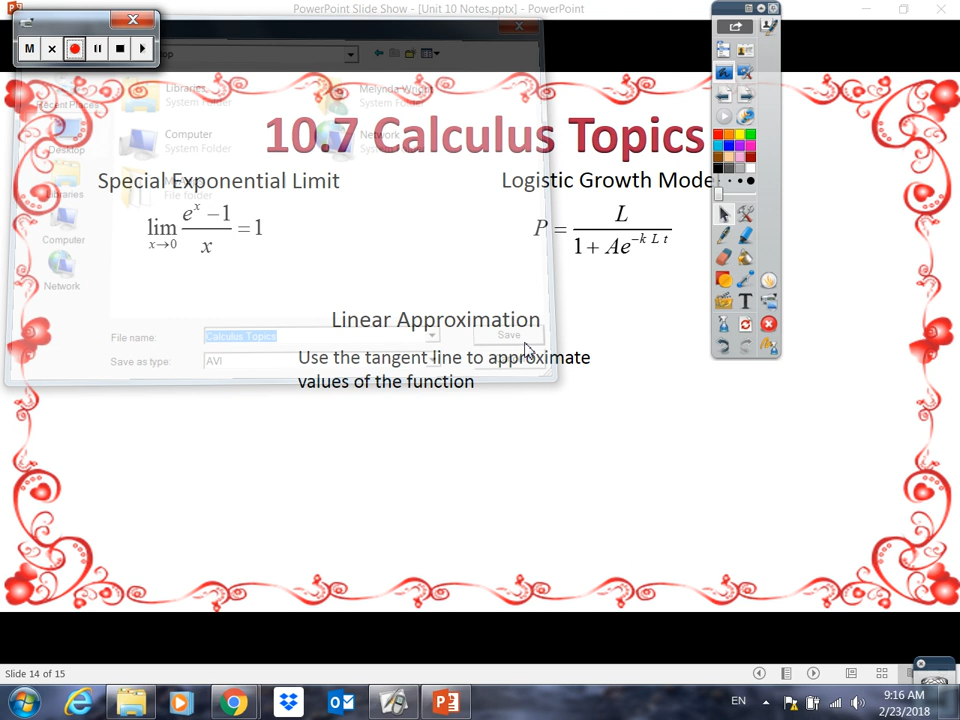 PowerPoint Slide Show - [Unit 10 Notes.pptx] - PowerPoint
M
Libraries
System Folder
Recent Places
Desktop
Computer
System Folder
Network
Libraries
Computer
Network
10.7 Calculus Topics
Special Exponential Limit
lim x→0 (e^x − 1)/x = 1
Logistic Growth Mode
P = L/(1 + Ae^(−k L t))
Linear Approximation
File name:
Calculus Topics
Save
Save as type:
AVI
Use the tangent line to approximate
values of the function
T
Slide 14 of 15
EN
9:16 AM
2/23/2018